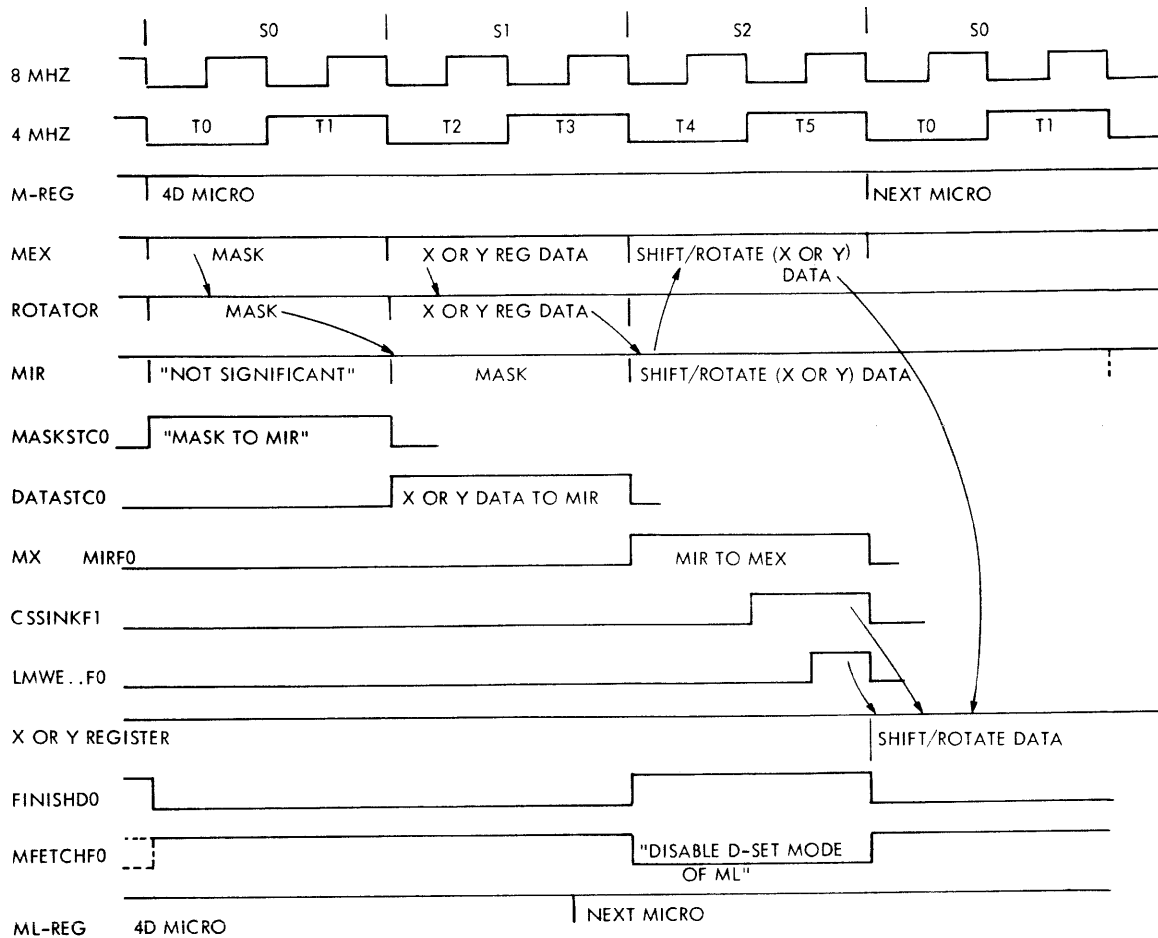 S0 S1 S2 S0
8 MHZ
4 MHZ T0 T1 T2 T3 T4 T5 T0 T1
M-REG 4D MICRO NEXT MICRO
MEX MASK X OR Y REG DATA SHIFT/ROTATE (X OR Y)
DATA
ROTATOR MASK X OR Y REG DATA
MIR "NOT SIGNIFICANT" MASK SHIFT/ROTATE (X OR Y) DATA
MASKSTC0 "MASK TO MIR"
DATASTC0 X OR Y DATA TO MIR
MX MIRF0 MIR TO MEX
CSSINKF1
LMWE..F0
X OR Y REGISTER SHIFT/ROTATE DATA
FINISHD0
MFETCHF0 "DISABLE D-SET MODE
OF ML"
ML-REG 4D MICRO NEXT MICRO